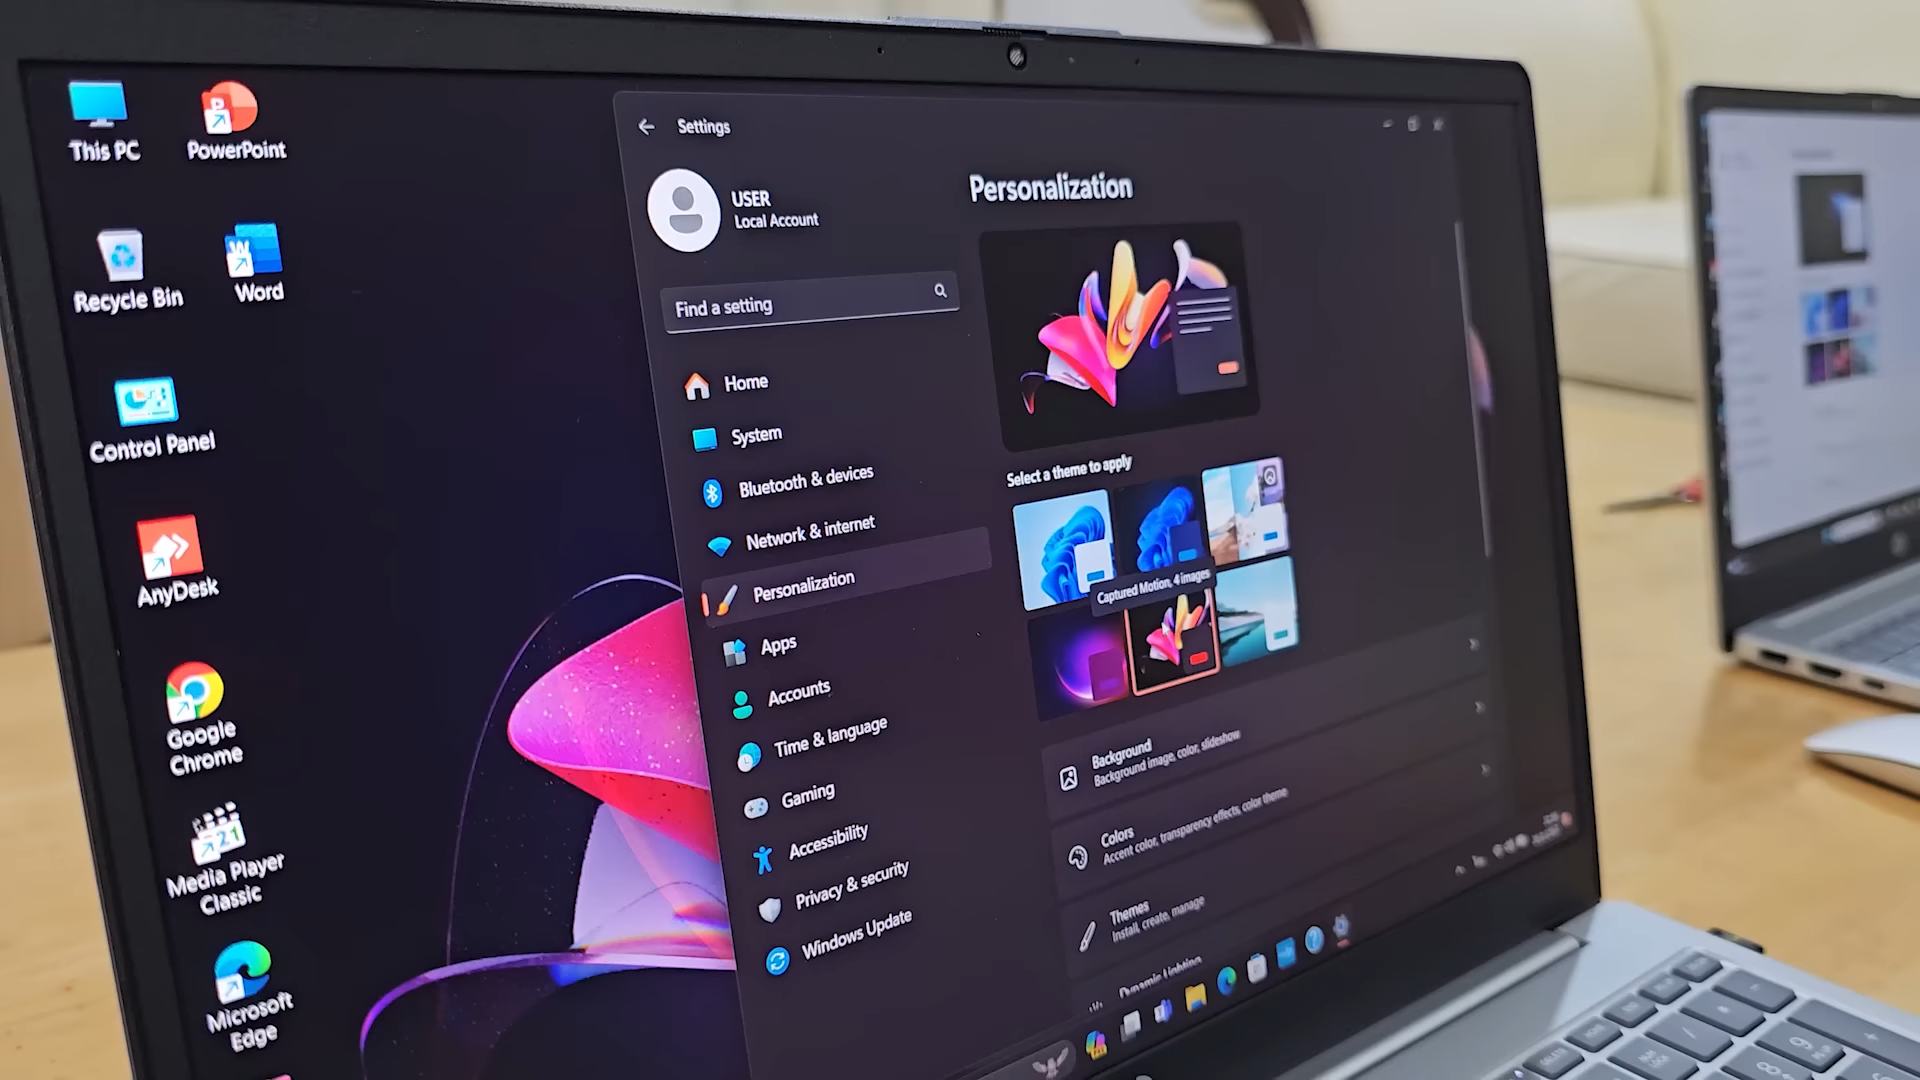 This PC
PowerPoint
Recycle Bin
Word
Control Panel
AnyDesk
Google
Chrome
Media Player
Classic
Microsoft
Edge
Settings
USER
Local Account
Find a setting
Home
System
Bluetooth & devices
Network & internet
Personalization
Apps
Accounts
Time & language
Gaming
Accessibility
Privacy & security
Windows Update
Personalization
Select a theme to apply
Captured Motion, 4 images
Background
Background image, color, slideshow
Colors
Accent color, transparency effects, color theme
Themes
Install, create, manage
Dynamic Lighting